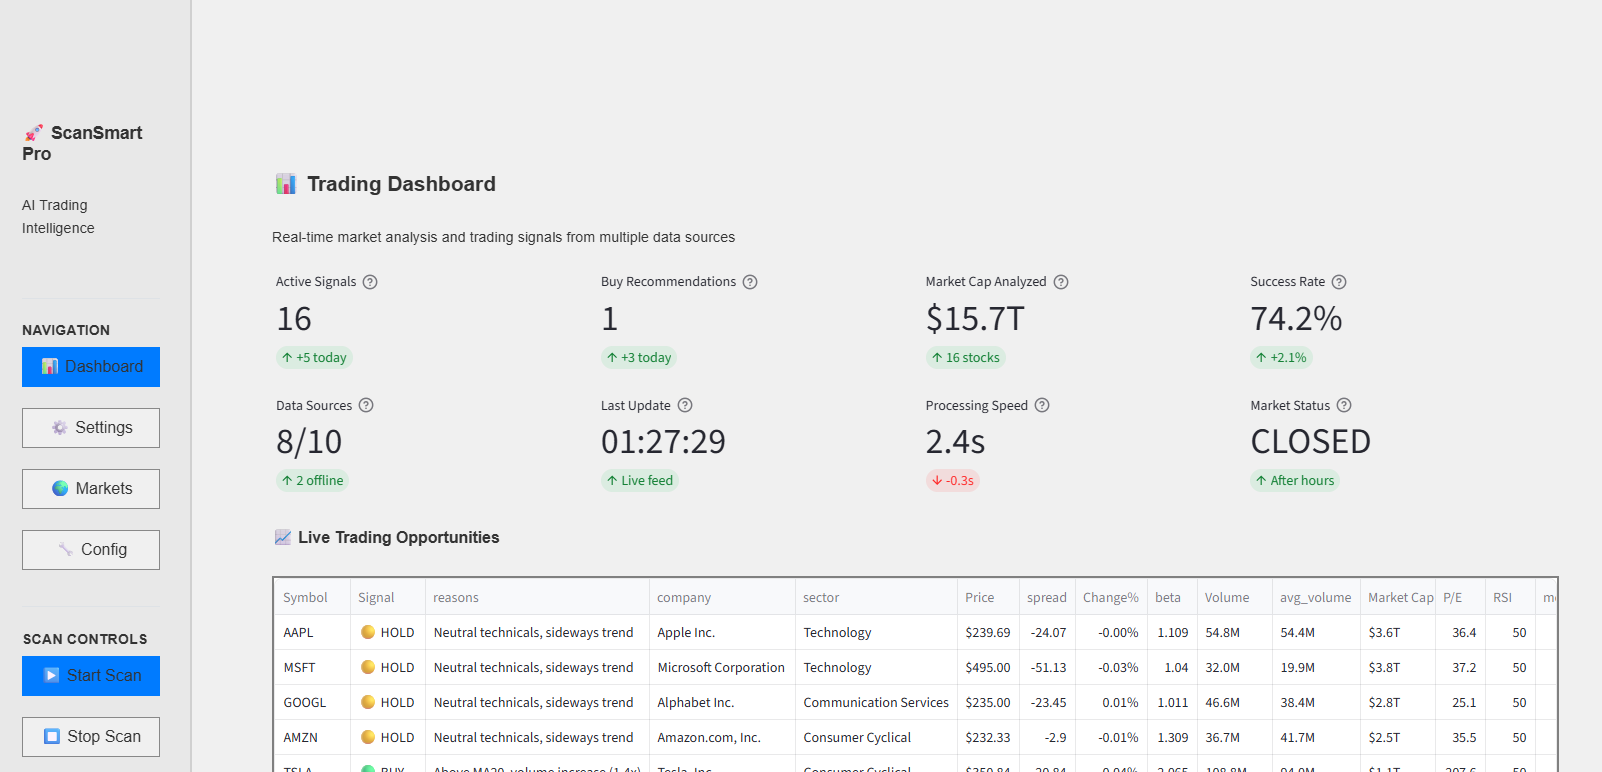 ScanSmart
Pro
AI Trading
Intelligence
NAVIGATION
Dashboard
Settings
Markets
Config
SCAN CONTROLS
Start Scan
Stop Scan
Trading Dashboard
Real-time market analysis and trading signals from multiple data sources
Active Signals Buy Recommendations Market Cap Analyzed Success Rate
16 1 $15.7T 74.2%
↑ +5 today ↑ +3 today ↑ 16 stocks ↑ +2.1%
Data Sources Last Update Processing Speed Market Status
8/10 01:27:29 2.4s CLOSED
↑ 2 offline ↑ Live feed ↓ -0.3s ↑ After hours
Live Trading Opportunities
Symbol Signal reasons company sector Price spread Change% beta Volume avg_volume Market Cap P/E RSI
AAPL HOLD Neutral technicals, sideways trend Apple Inc. Technology $239.69 -24.07 -0.00% 1.109 54.8M 54.4M $3.6T 36.4 50
MSFT HOLD Neutral technicals, sideways trend Microsoft Corporation Technology $495.00 -51.13 -0.03% 1.04 32.0M 19.9M $3.8T 37.2 50
GOOGL HOLD Neutral technicals, sideways trend Alphabet Inc. Communication Services $235.00 -23.45 0.01% 1.011 46.6M 38.4M $2.8T 25.1 50
AMZN HOLD Neutral technicals, sideways trend Amazon.com, Inc. Consumer Cyclical $232.33 -2.9 -0.01% 1.309 36.7M 41.7M $2.5T 35.5 50
TSLA BUY Above MA20, volume increase (1.4x) Tesla, Inc. Consumer Cyclical